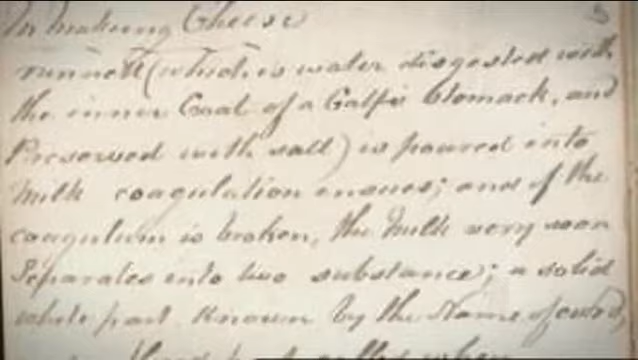 In making Cheese
runnett (which is water digested with
the inner Coat of a Calf's Stomack, and
Preserved with salt) is poured into
Milk coagulation ensues; and if the
coagulum is broken, the Milk very soon
Separates into two substance; a solid
white part known by the Name of curd,